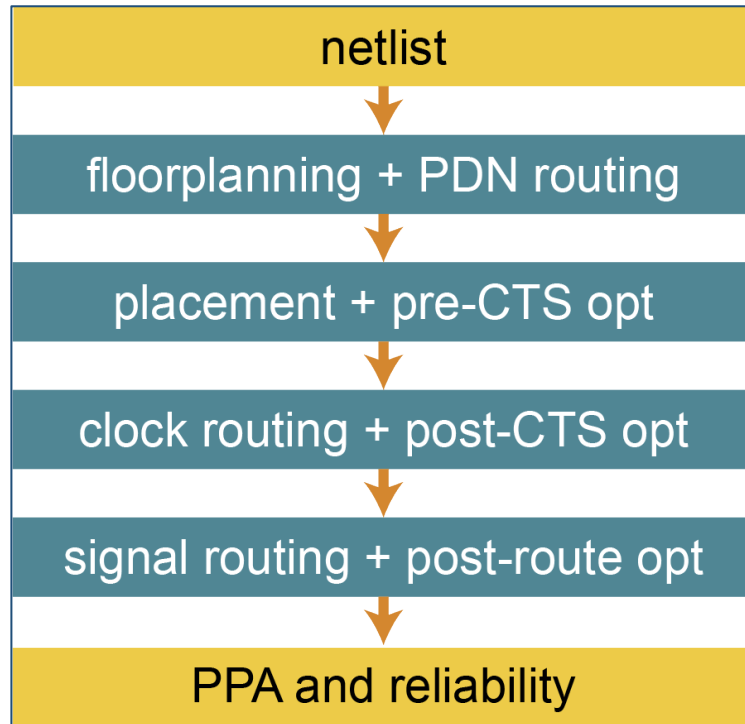 netlist
floorplanning + PDN routing
placement + pre-CTS opt
clock routing + post-CTS opt
signal routing + post-route opt
PPA and reliability